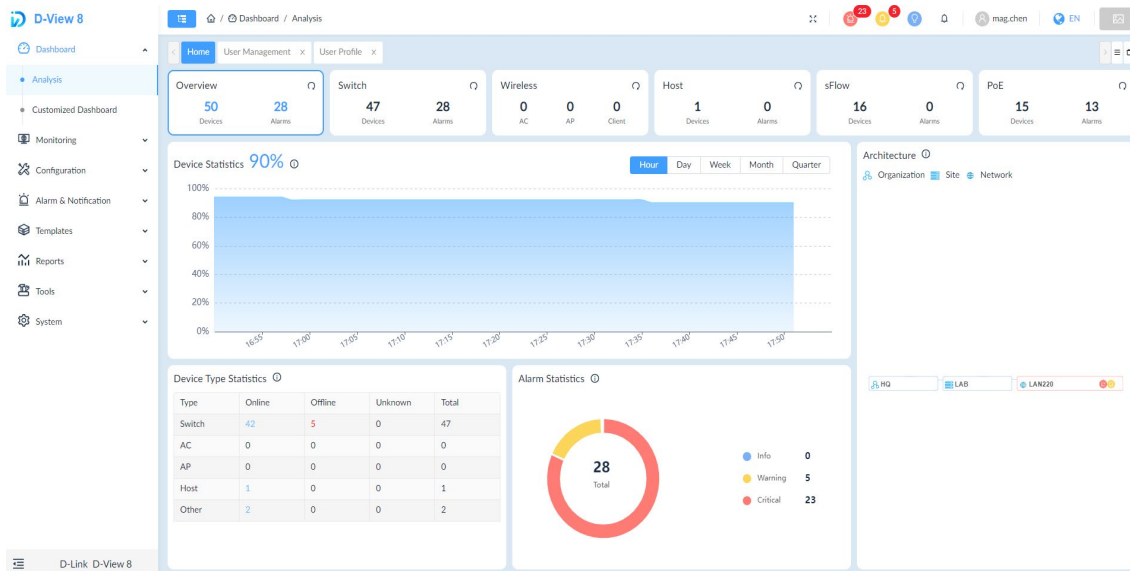 D-View 8
/ Dashboard / Analysis
23
5
mag.chen
EN
Dashboard
Analysis
Customized Dashboard
Monitoring
Configuration
Alarm & Notification
Templates
Reports
Tools
System
D-Link D-View 8
Home
User Management X
User Profile X
Overview
50 28
Devices Alarms
Switch
47 28
Devices Alarms
Wireless
0 0 0
AC AP Client
Host
1 0
Devices Alarms
sFlow
16 0
Devices Alarms
PoE
15 13
Devices Alarms
Device Statistics 90%
Hour Day Week Month Quarter
100%
80%
60%
40%
20%
0%
16:55' 17:00' 17:05' 17:10' 17:15' 17:20' 17:25' 17:30' 17:35' 17:40' 17:45' 17:50'
Architecture
Organization Site Network
HQ LAB LAN220
Device Type Statistics
Type Online Offline Unknown Total
Switch 42 5 0 47
AC 0 0 0 0
AP 0 0 0 0
Host 1 0 0 1
Other 2 0 0 2
Alarm Statistics
28
Total
Info 0
Warning 5
Critical 23